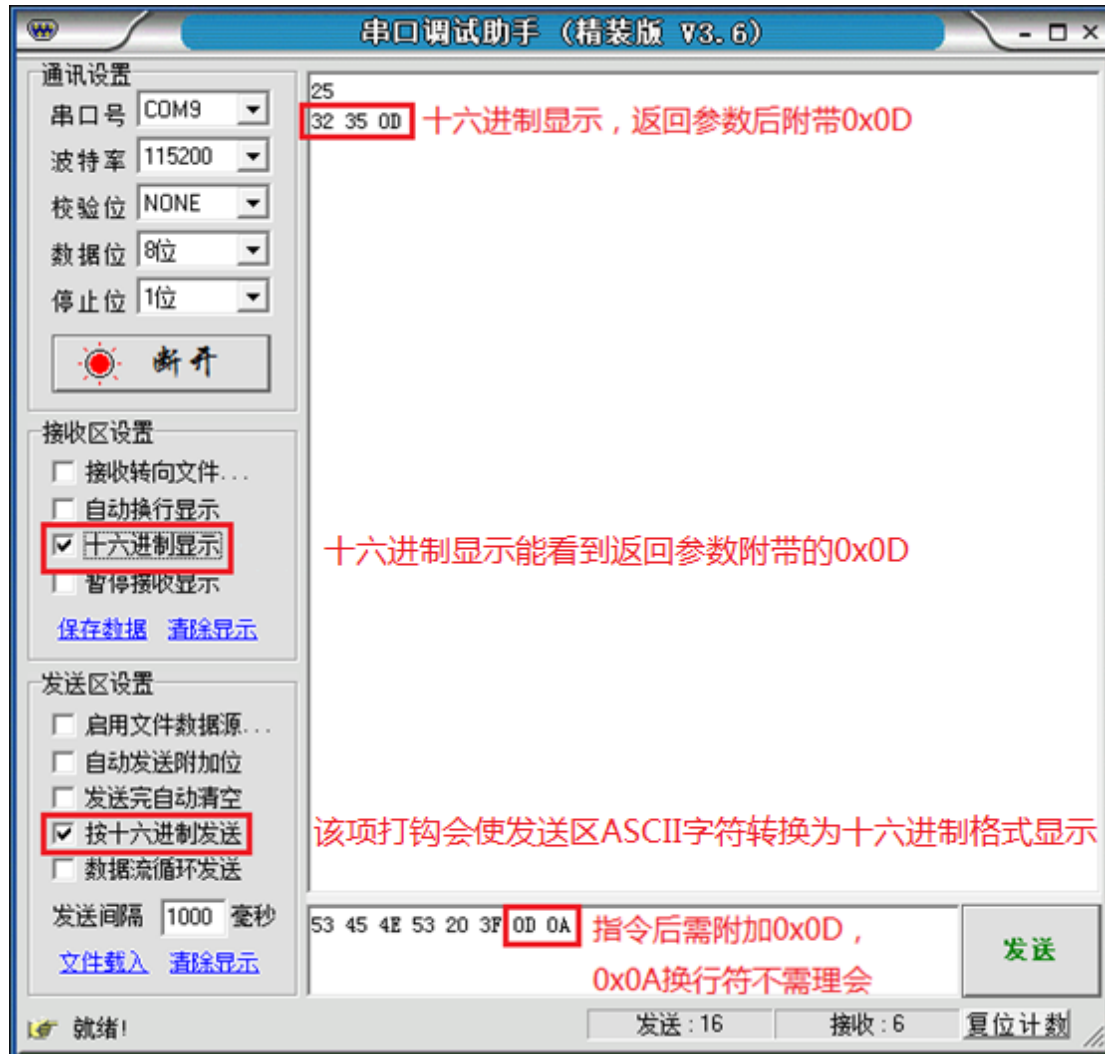 串口调试助手 (精装版 V3.6)
通讯设置
串口号 COM9
波特率 115200
校验位 NONE
数据位 8位
停止位 1位
断开
接收区设置
接收转向文件...
自动换行显示
十六进制显示
暂停接收显示
保存数据 清除显示
发送区设置
启用文件数据源...
自动发送附加位
发送完自动清空
按十六进制发送
数据流循环发送
发送间隔 1000 毫秒
文件载入 清除显示
25
32 35 0D 十六进制显示，返回参数后附带0x0D
十六进制显示能看到返回参数附带的0x0D
该项打钩会使发送区ASCII字符转换为十六进制格式显示
53 45 4E 53 20 3F 0D 0A 指令后需附加0x0D，
0x0A换行符不需理会
发送
就绪! 发送:16 接收:6 复位计数